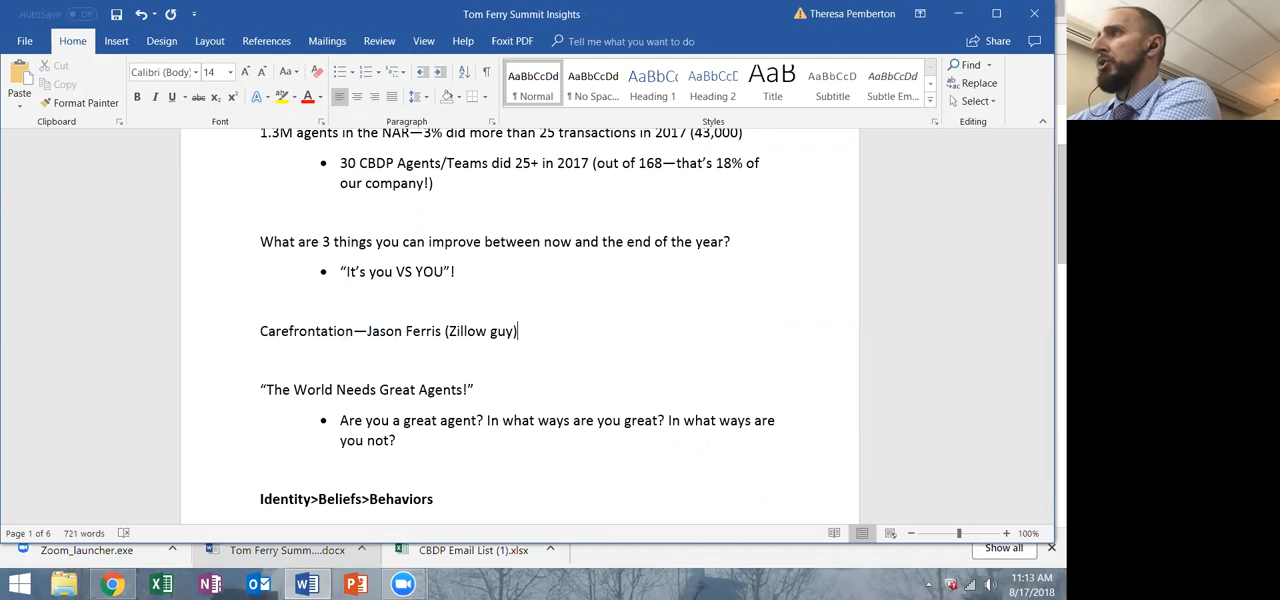 AutoSave Off
Tom Ferry Summit Insights
Theresa Pemberton
File Home Insert Design Layout References Mailings Review View Help Foxit PDF Tell me what you want to do Share
Paste Cut Copy Format Painter
Calibri (Body) 14
AaBbCcDd AaBbCcDd AaBbCc AaBbCcD AaB AaBbCcD AaBbCcDd
¶ Normal ¶ No Spac... Heading 1 Heading 2 Title Subtitle Subtle Em...
Find Replace Select
Clipboard Font Paragraph Styles Editing
1.3M agents in the NAR—3% did more than 25 transactions in 2017 (43,000)
• 30 CBDP Agents/Teams did 25+ in 2017 (out of 168—that’s 18% of
our company!)
What are 3 things you can improve between now and the end of the year?
• “It’s you VS YOU”!
Carefrontation—Jason Ferris (Zillow guy)
“The World Needs Great Agents!”
• Are you a great agent? In what ways are you great? In what ways are
you not?
Identity>Beliefs>Behaviors
Page 1 of 6 721 words 100%
Zoom_launcher.exe Tom Ferry Summ....docx CBDP Email List (1).xlsx Show all
11:13 AM
8/17/2018